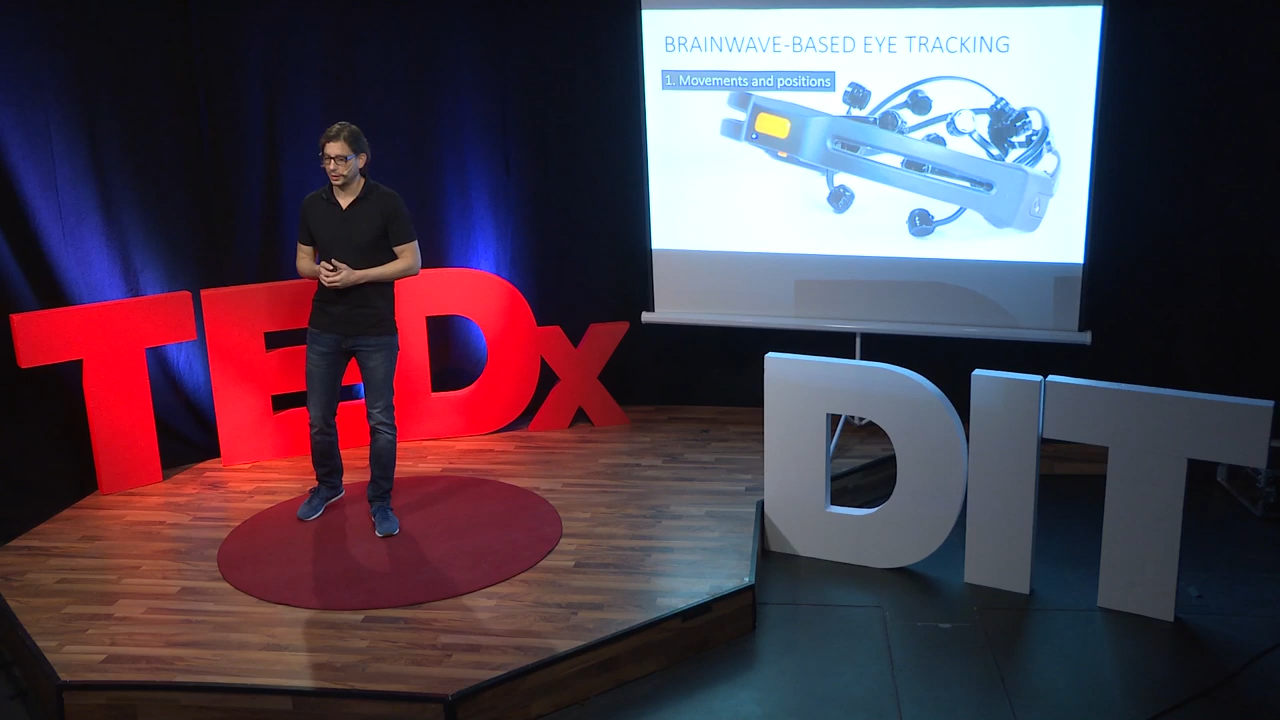 BRAINWAVE-BASED EYE TRACKING
1. Movements and positions
TEDx
DIT